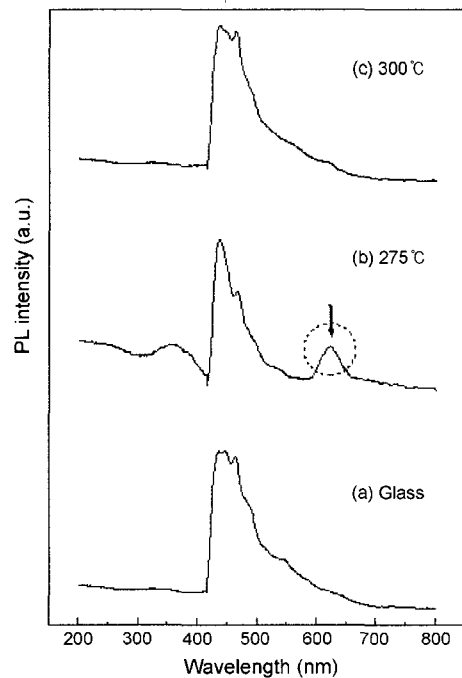 (c) 300℃
(b) 275℃
(a) Glass
PL intensity (a.u.)
200 300 400 500 600 700 800
Wavelength (nm)